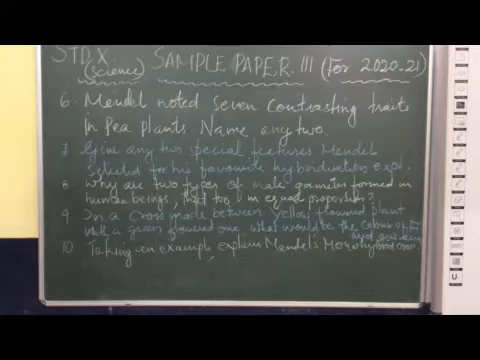 STD. X SAMPLE PAPER. III (For 2020-21)
(Science)
6. Mendel noted seven contrasting traits
in Pea plants. Name any two.
7. Give any two special features Mendel
selected for his favourite hybridisation expt.
8. Why are two types of male gametes formed in
human beings, that too in equal proportion?
9. In a cross made between yellow flowered plant
with a green flowered one, what would be the colour of
10. Taking an example, explain Mendel's Monohybrid cross.